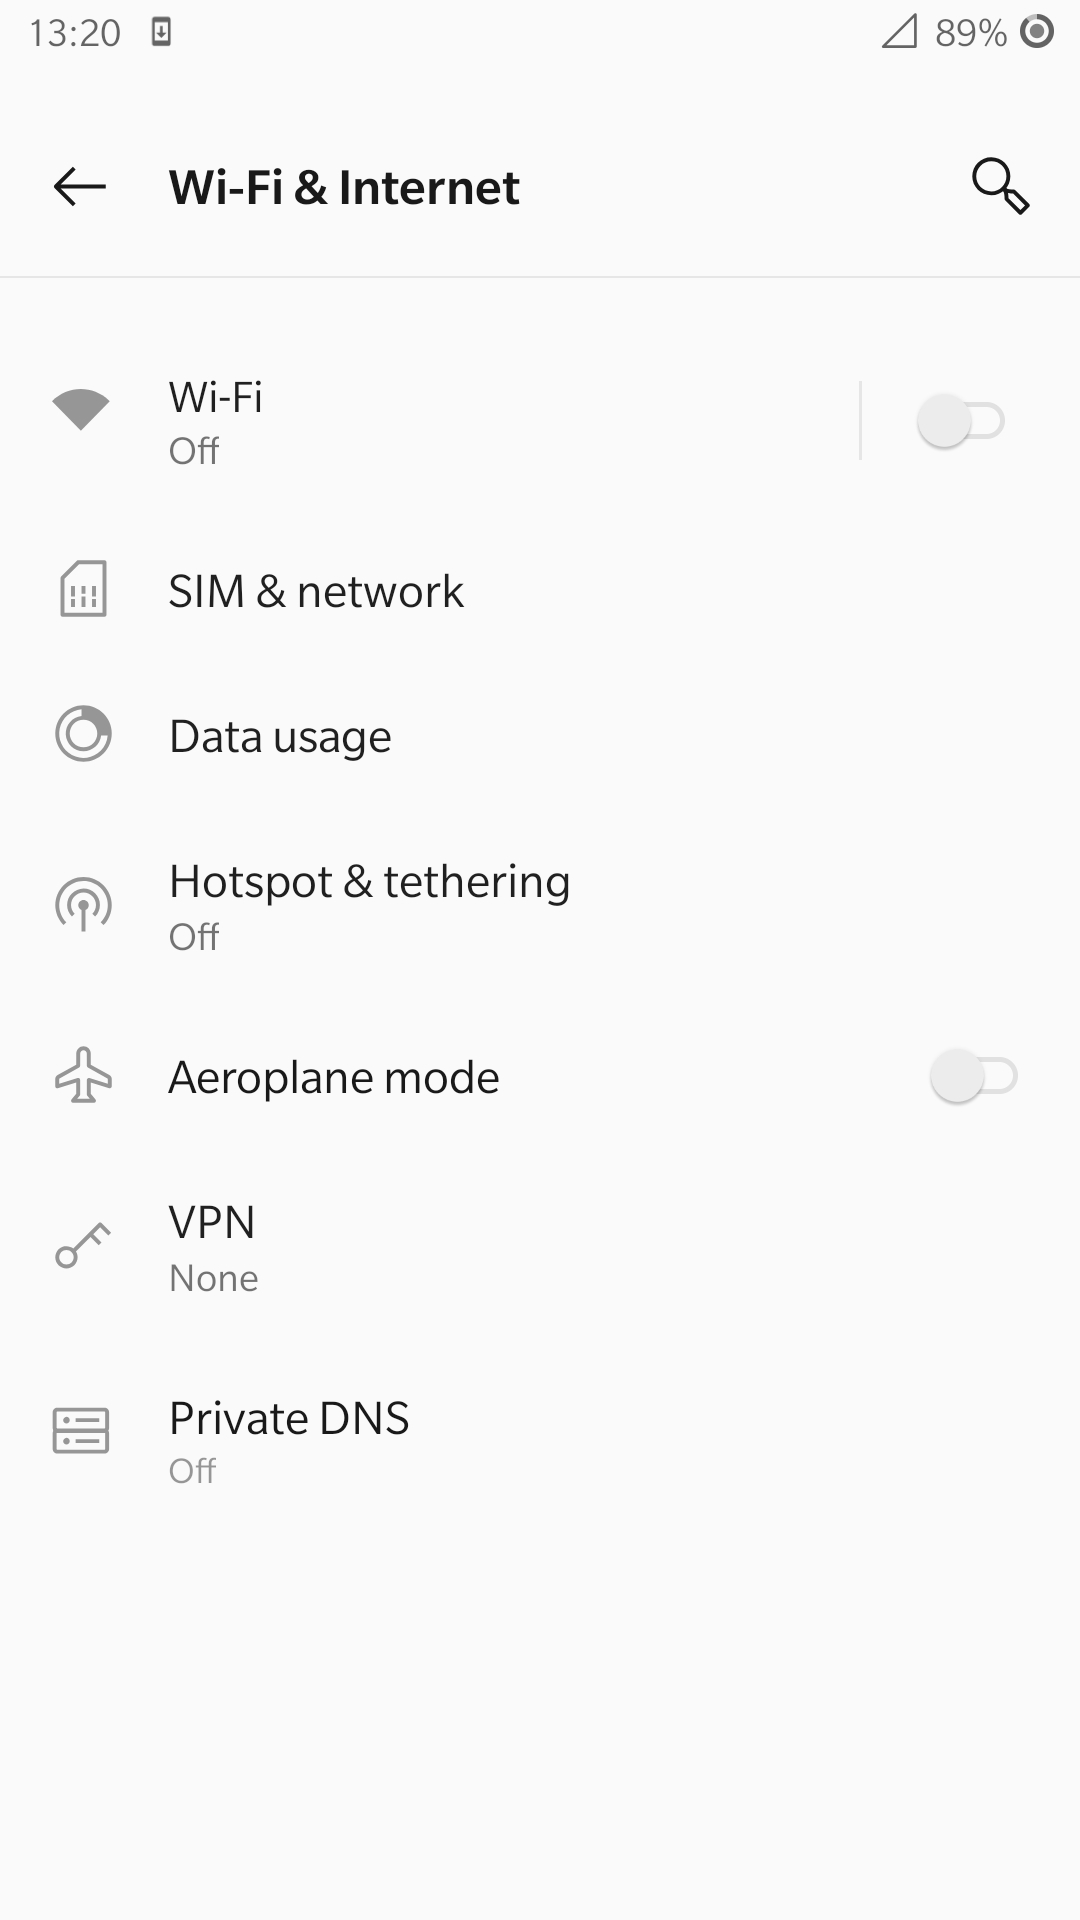 13:20 89%
Wi-Fi & Internet
Wi-Fi
Off
SIM & network
Data usage
Hotspot & tethering
Off
Aeroplane mode
VPN
None
Private DNS
Off